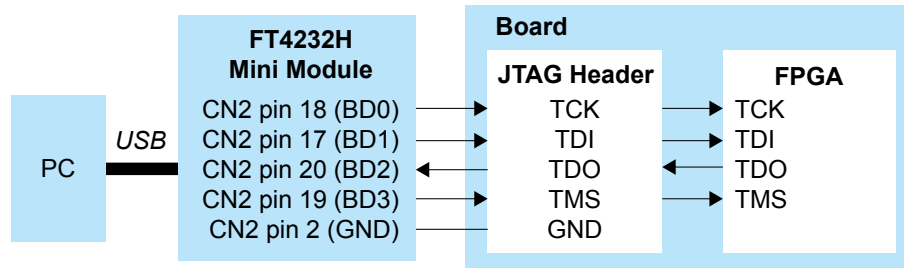 PC
USB
FT4232H
Mini Module
CN2 pin 18 (BD0)
CN2 pin 17 (BD1)
CN2 pin 20 (BD2)
CN2 pin 19 (BD3)
CN2 pin 2 (GND)
Board
JTAG Header
TCK
TDI
TDO
TMS
GND
FPGA
TCK
TDI
TDO
TMS